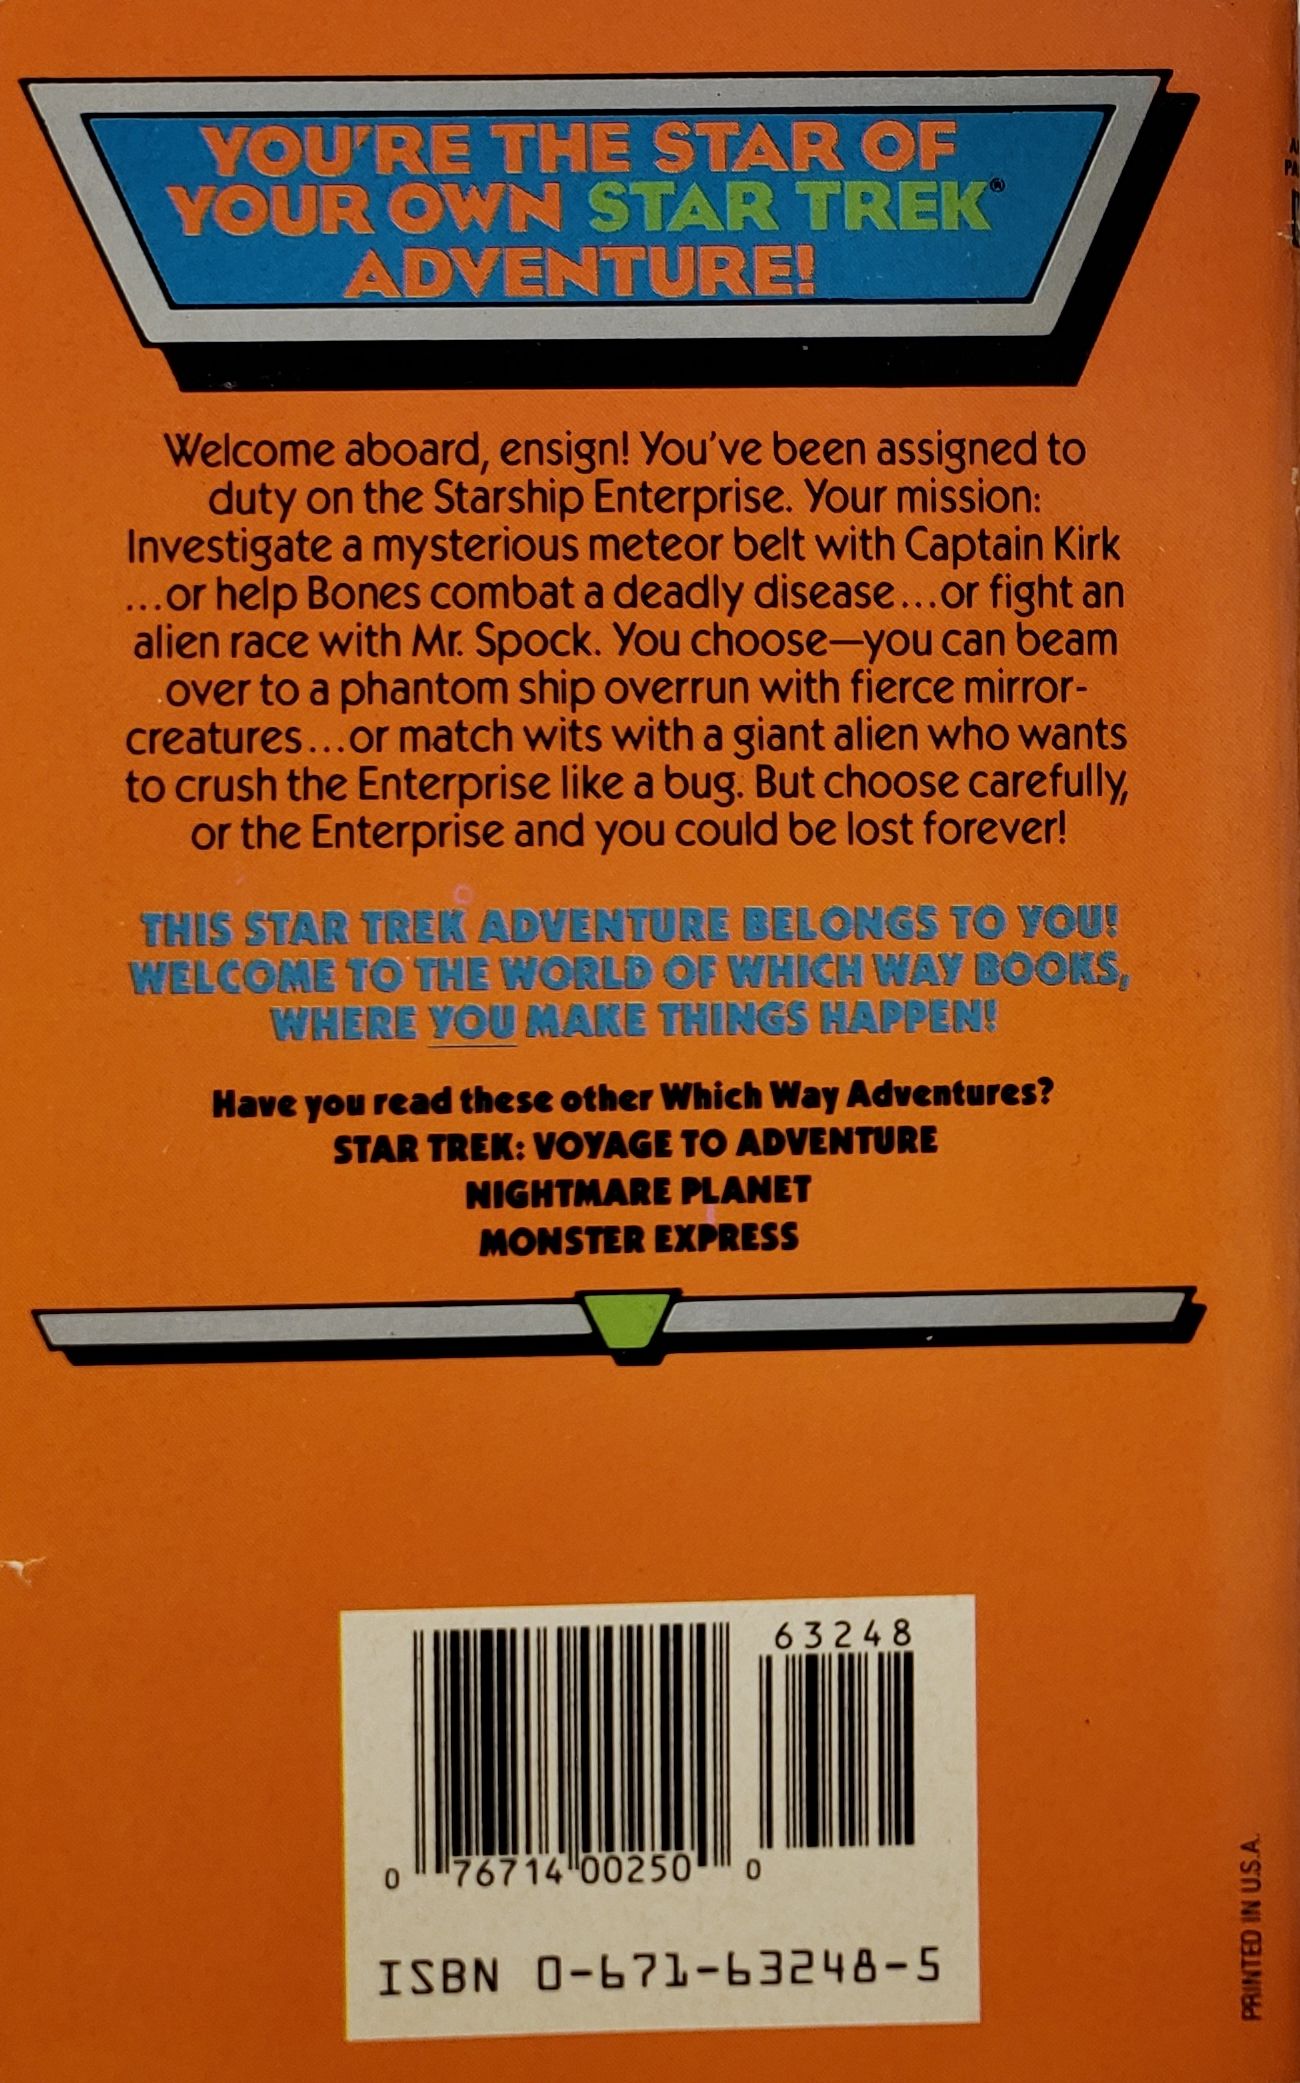 YOU'RE THE STAR OF
YOUR OWN STAR TREK®
ADVENTURE!
Welcome aboard, ensign! You've been assigned to
duty on the Starship Enterprise. Your mission:
Investigate a mysterious meteor belt with Captain Kirk
...or help Bones combat a deadly disease...or fight an
alien race with Mr. Spock. You choose—you can beam
over to a phantom ship overrun with fierce mirror-
creatures...or match wits with a giant alien who wants
to crush the Enterprise like a bug. But choose carefully,
or the Enterprise and you could be lost forever!
THIS STAR TREK ADVENTURE BELONGS TO YOU!
WELCOME TO THE WORLD OF WHICH WAY BOOKS,
WHERE YOU MAKE THINGS HAPPEN!
Have you read these other Which Way Adventures?
STAR TREK: VOYAGE TO ADVENTURE
NIGHTMARE PLANET
MONSTER EXPRESS
63248
0 76714 00250 0
ISBN 0-671-63248-5
PRINTED IN U.S.A.